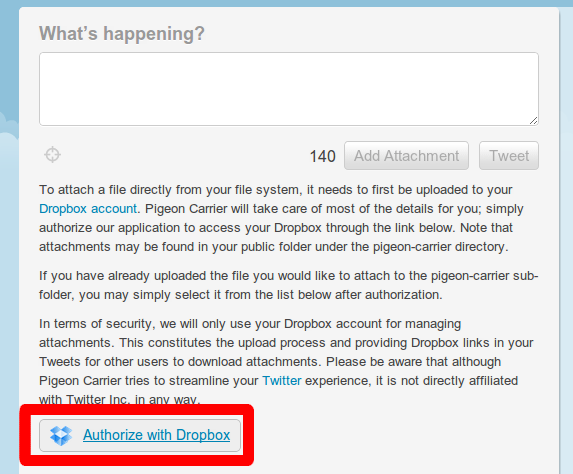 What's happening?
140 Add Attachment Tweet
To attach a file directly from your file system, it needs to first be uploaded to your
Dropbox account. Pigeon Carrier will take care of most of the details for you; simply
authorize our application to access your Dropbox through the link below. Note that
attachments may be found in your public folder under the pigeon-carrier directory.
If you have already uploaded the file you would like to attach to the pigeon-carrier sub-
folder, you may simply select it from the list below after authorization.
In terms of security, we will only use your Dropbox account for managing
attachments. This constitutes the upload process and providing Dropbox links in your
Tweets for other users to download attachments. Please be aware that although
Pigeon Carrier tries to streamline your Twitter experience, it is not directly affiliated
with Twitter Inc. in any way.
Authorize with Dropbox